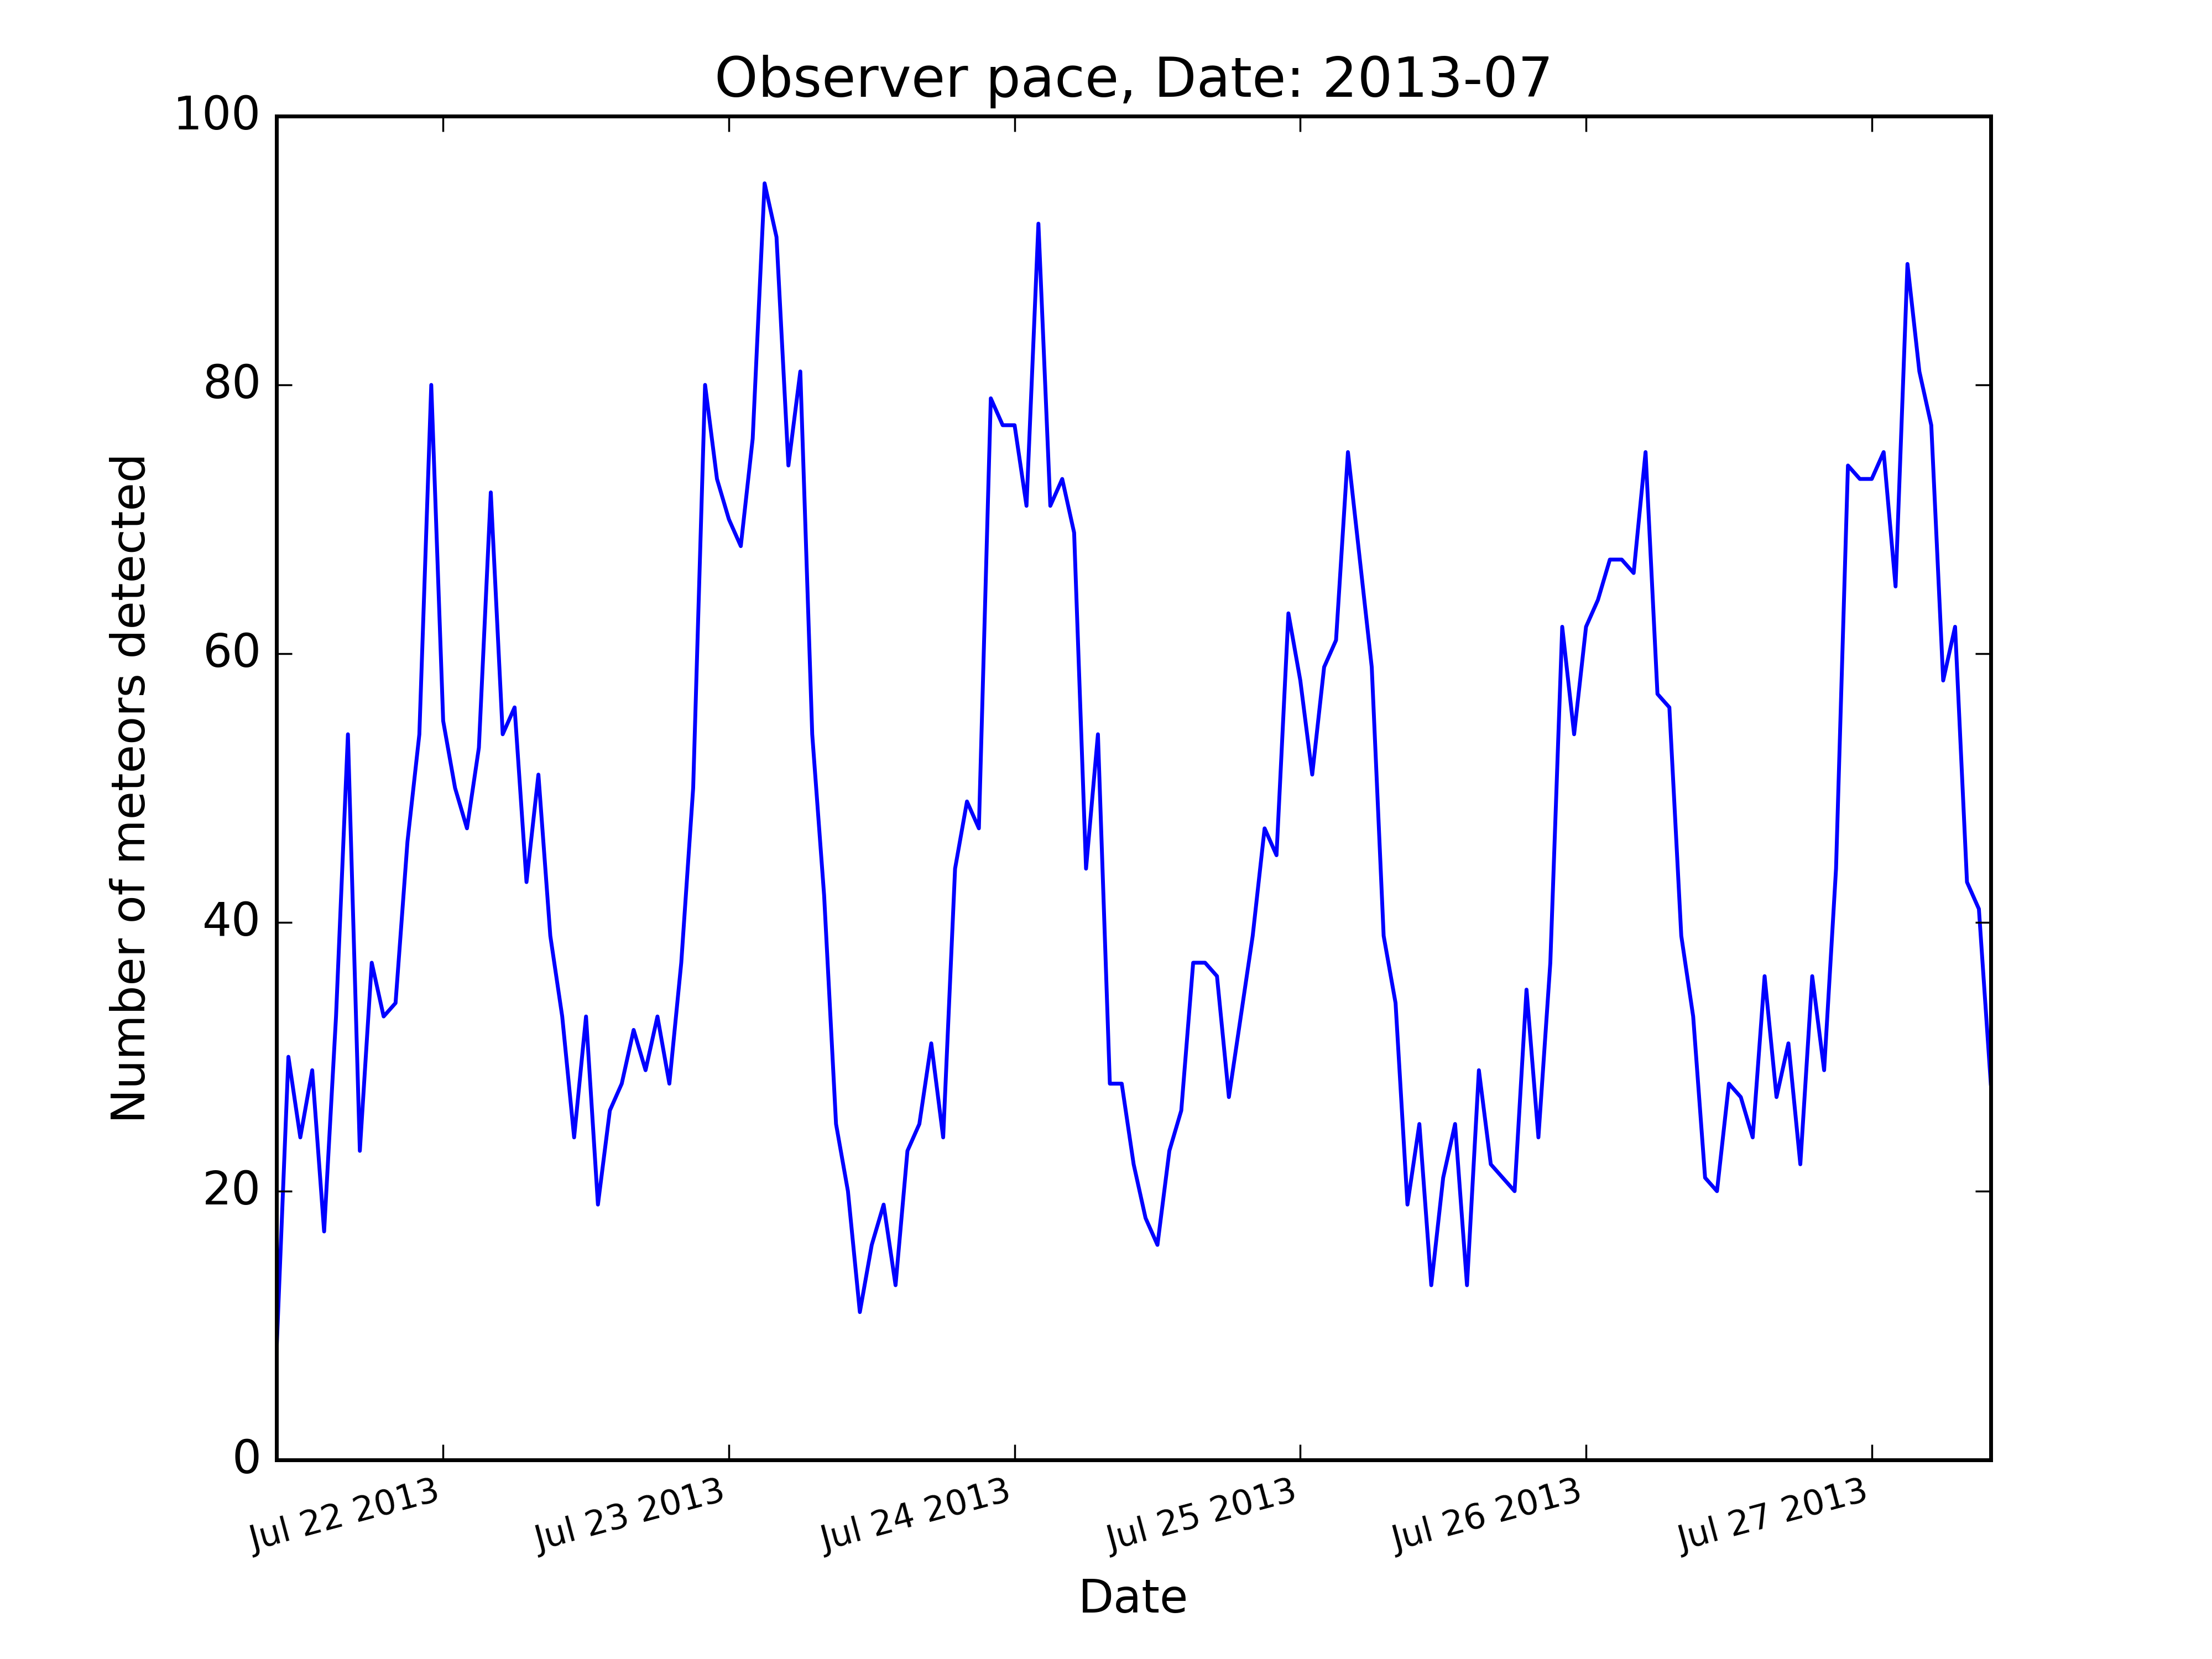 Observer pace, Date: 2013-07
Number of meteors detected
100
80
60
40
20
0
Jul 22 2013
Jul 23 2013
Jul 24 2013
Jul 25 2013
Jul 26 2013
Jul 27 2013
Date